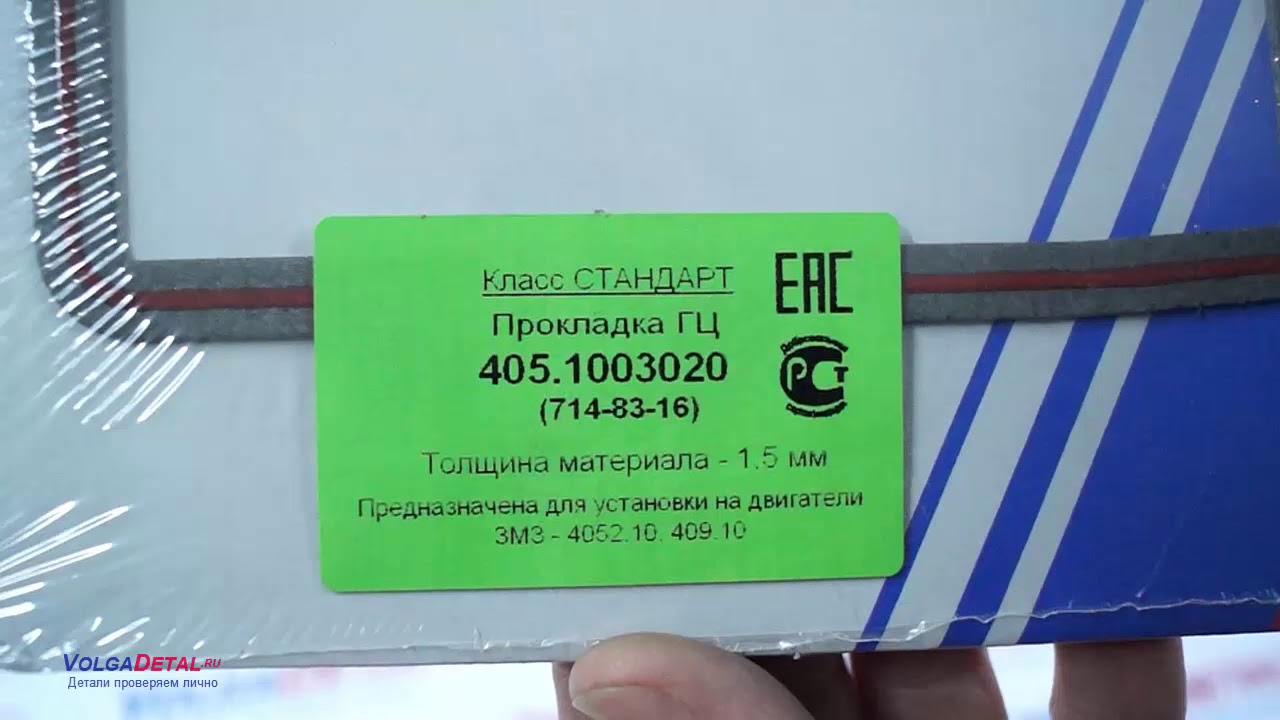 Класс СТАНДАРТ
ЕАС
Прокладка ГЦ
405.1003020
(714-83-16)
РСТ
Толщина материала - 1.5 мм
Предназначена для установки на двигатели
ЗМЗ - 4052.10, 409.10
VOLGADETAL.RU
Детали проверяем лично